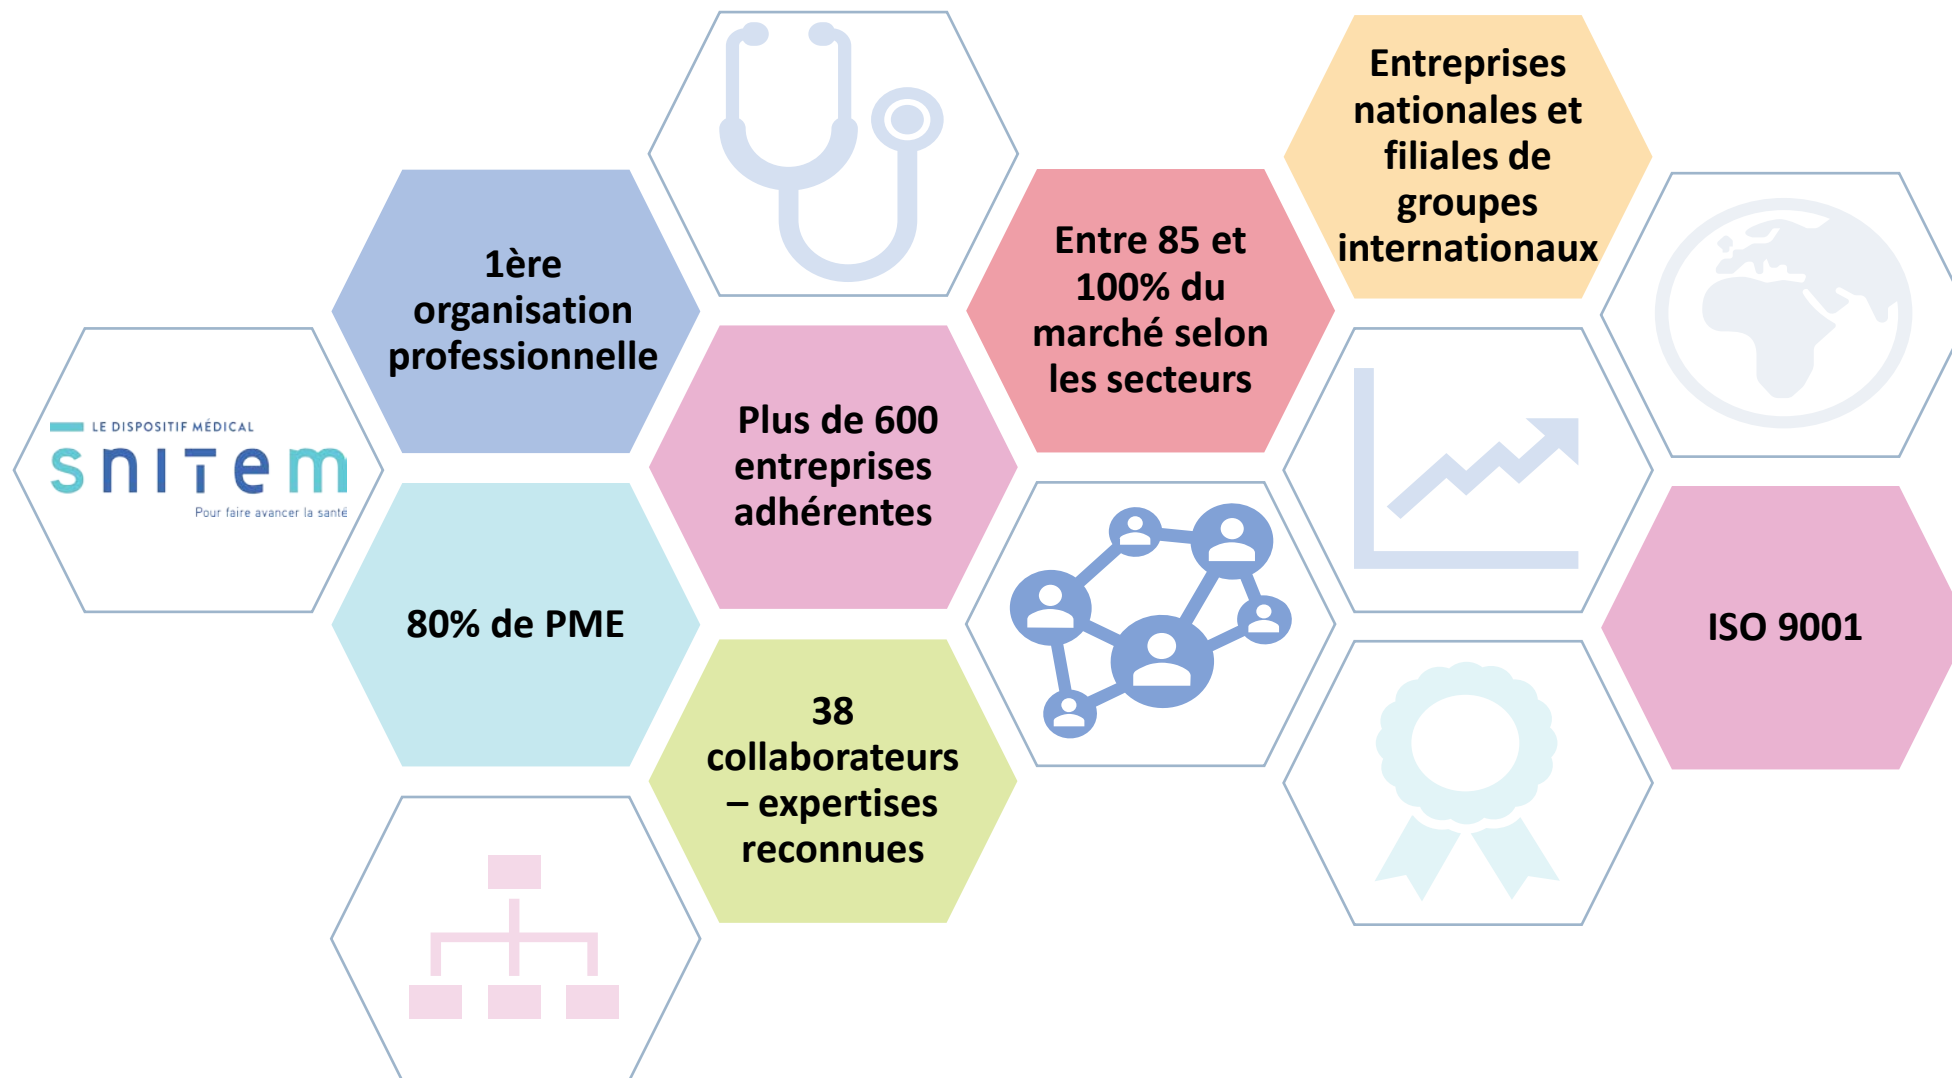 LE DISPOSITIF MÉDICAL
snitem
Pour faire avancer la santé
1ère
organisation
professionnelle
80% de PME
Plus de 600
entreprises
adhérentes
38
collaborateurs
– expertises
reconnues
Entre 85 et
100% du
marché selon
les secteurs
Entreprises
nationales et
filiales de
groupes
internationaux
ISO 9001